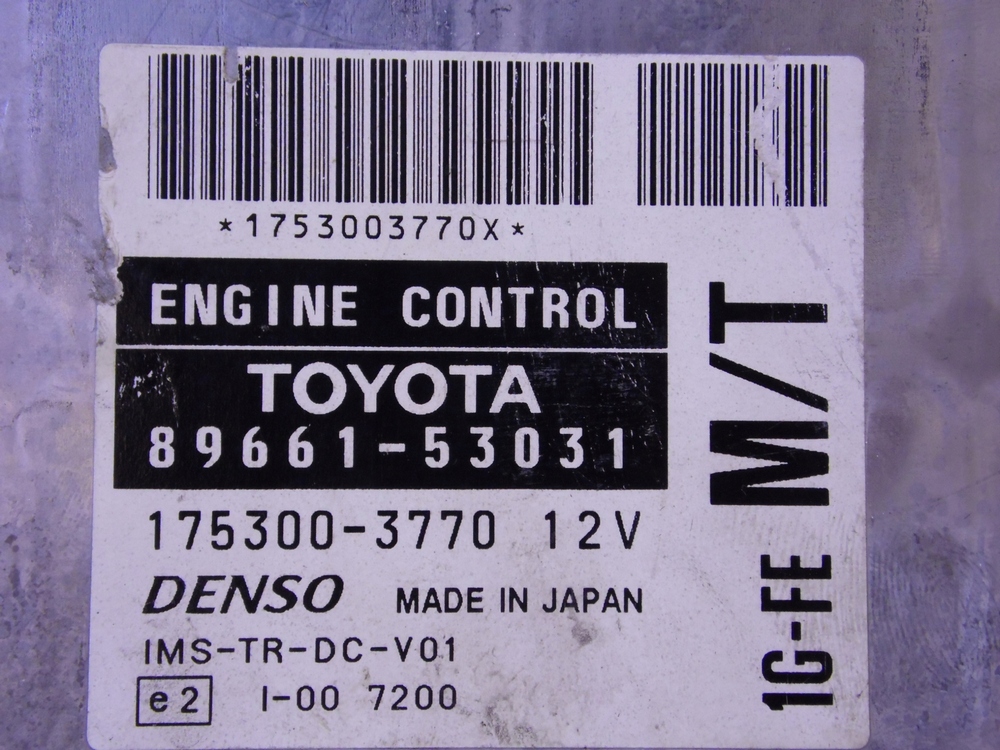 *1753003770X*
ENGINE CONTROL
TOYOTA
89661-53031
175300-3770 12V
DENSO MADE IN JAPAN
IMS-TR-DC-V01
e2 I-00 7200
1G-FE M/T